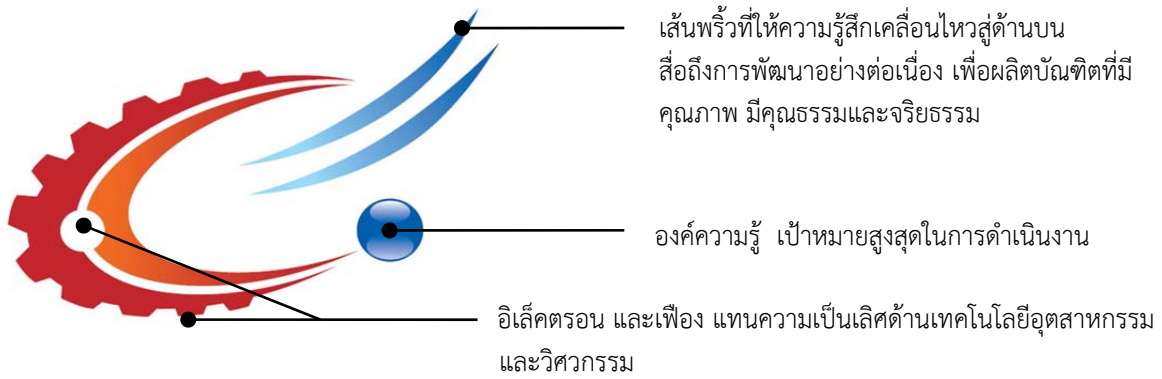 เส้นพริ้วที่ให้ความรู้สึกเคลื่อนไหวสู่ด้านบน
สื่อถึงการพัฒนาอย่างต่อเนื่อง เพื่อผลิตบัณฑิตที่มี
คุณภาพ มีคุณธรรมและจริยธรรม
องค์ความรู้ เป้าหมายสูงสุดในการดำเนินงาน
อิเล็คตรอน และเฟือง แทนความเป็นเลิศด้านเทคโนโลยีอุตสาหกรรม
และวิศวกรรม